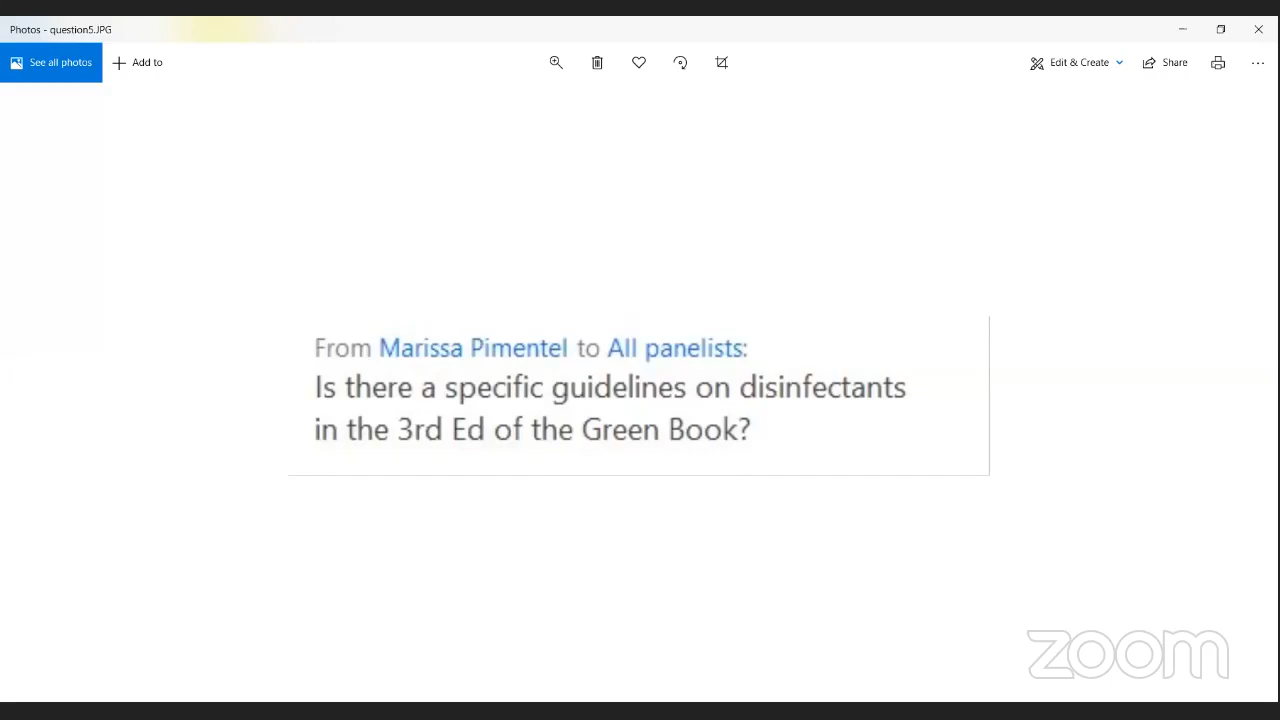 Photos - question5.JPG
See all photos
Add to
Edit & Create
Share
From Marissa Pimentel to All panelists:
Is there a specific guidelines on disinfectants
in the 3rd Ed of the Green Book?
zoom